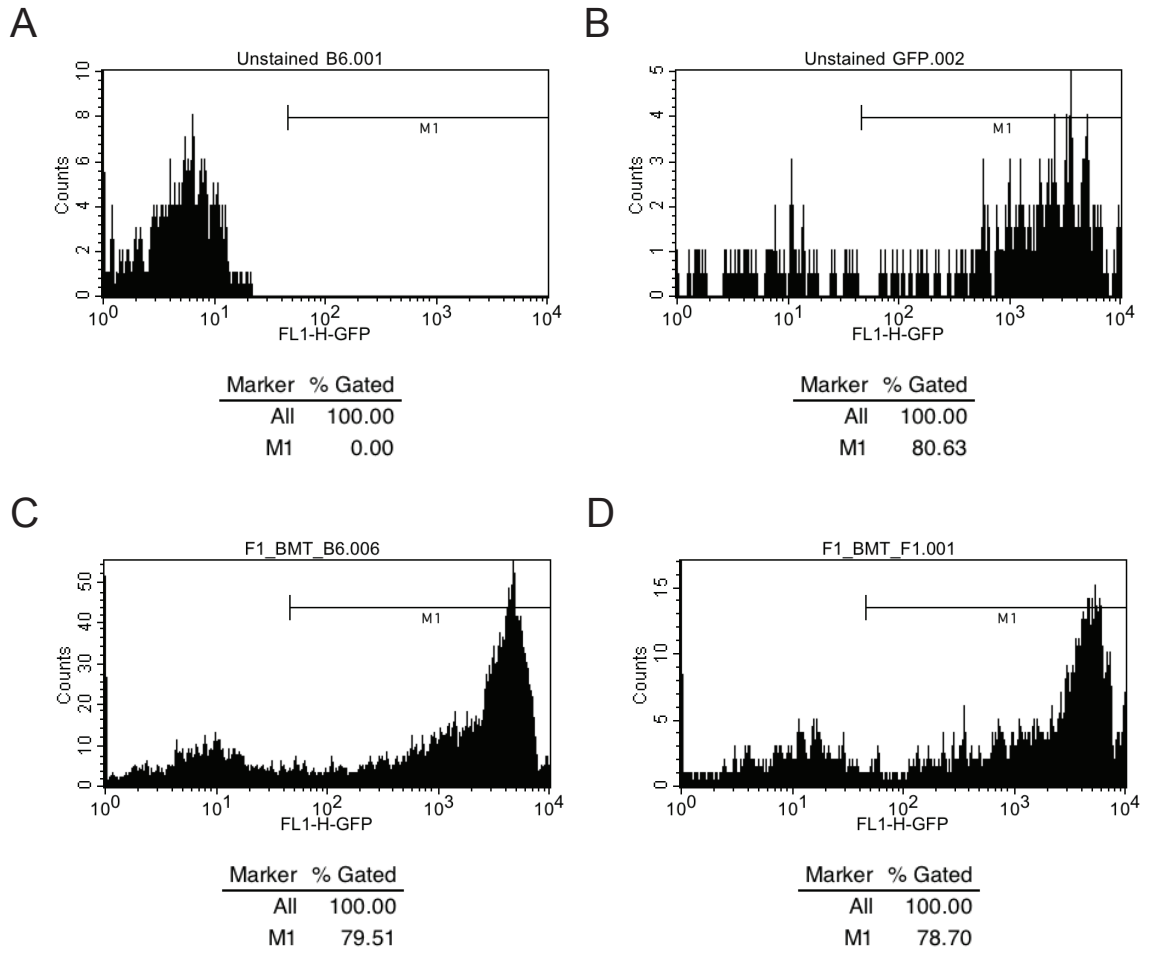 A
Unstained B6.001
10
8
6
4
2
0
Counts
M1
10^0 10^1 10^2 10^3 10^4
FL1-H-GFP
Marker % Gated
All 100.00
M1 0.00
B
Unstained GFP.002
5
4
3
2
1
0
Counts
M1
10^0 10^1 10^2 10^3 10^4
FL1-H-GFP
Marker % Gated
All 100.00
M1 80.63
C
F1_BMT_B6.006
50
40
30
20
10
0
Counts
M1
10^0 10^1 10^2 10^3 10^4
FL1-H-GFP
Marker % Gated
All 100.00
M1 79.51
D
F1_BMT_F1.001
15
10
5
0
Counts
M1
10^0 10^1 10^2 10^3 10^4
FL1-H-GFP
Marker % Gated
All 100.00
M1 78.70